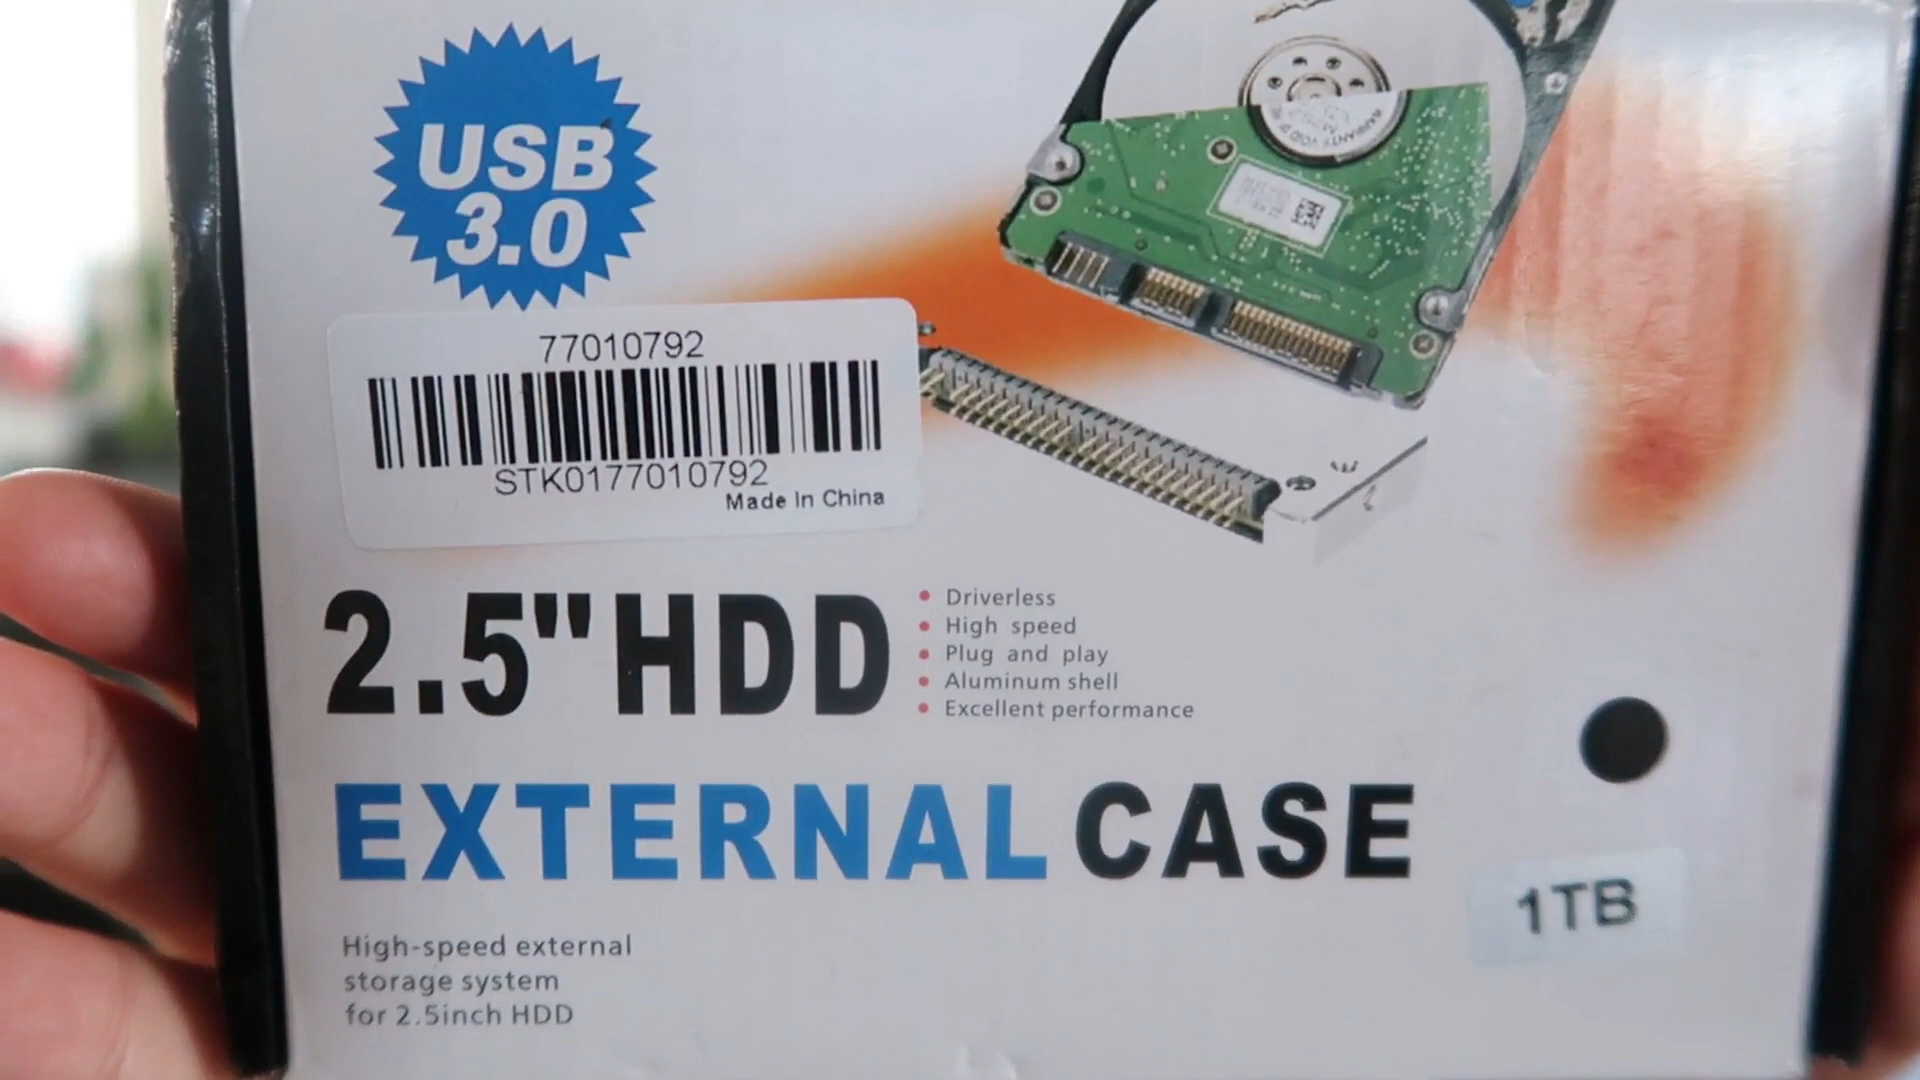 USB
3.0
77010792
STK0177010792
Made In China
2.5"HDD
• Driverless
• High speed
• Plug and play
• Aluminum shell
• Excellent performance
EXTERNAL CASE
1TB
High-speed external
storage system
for 2.5inch HDD